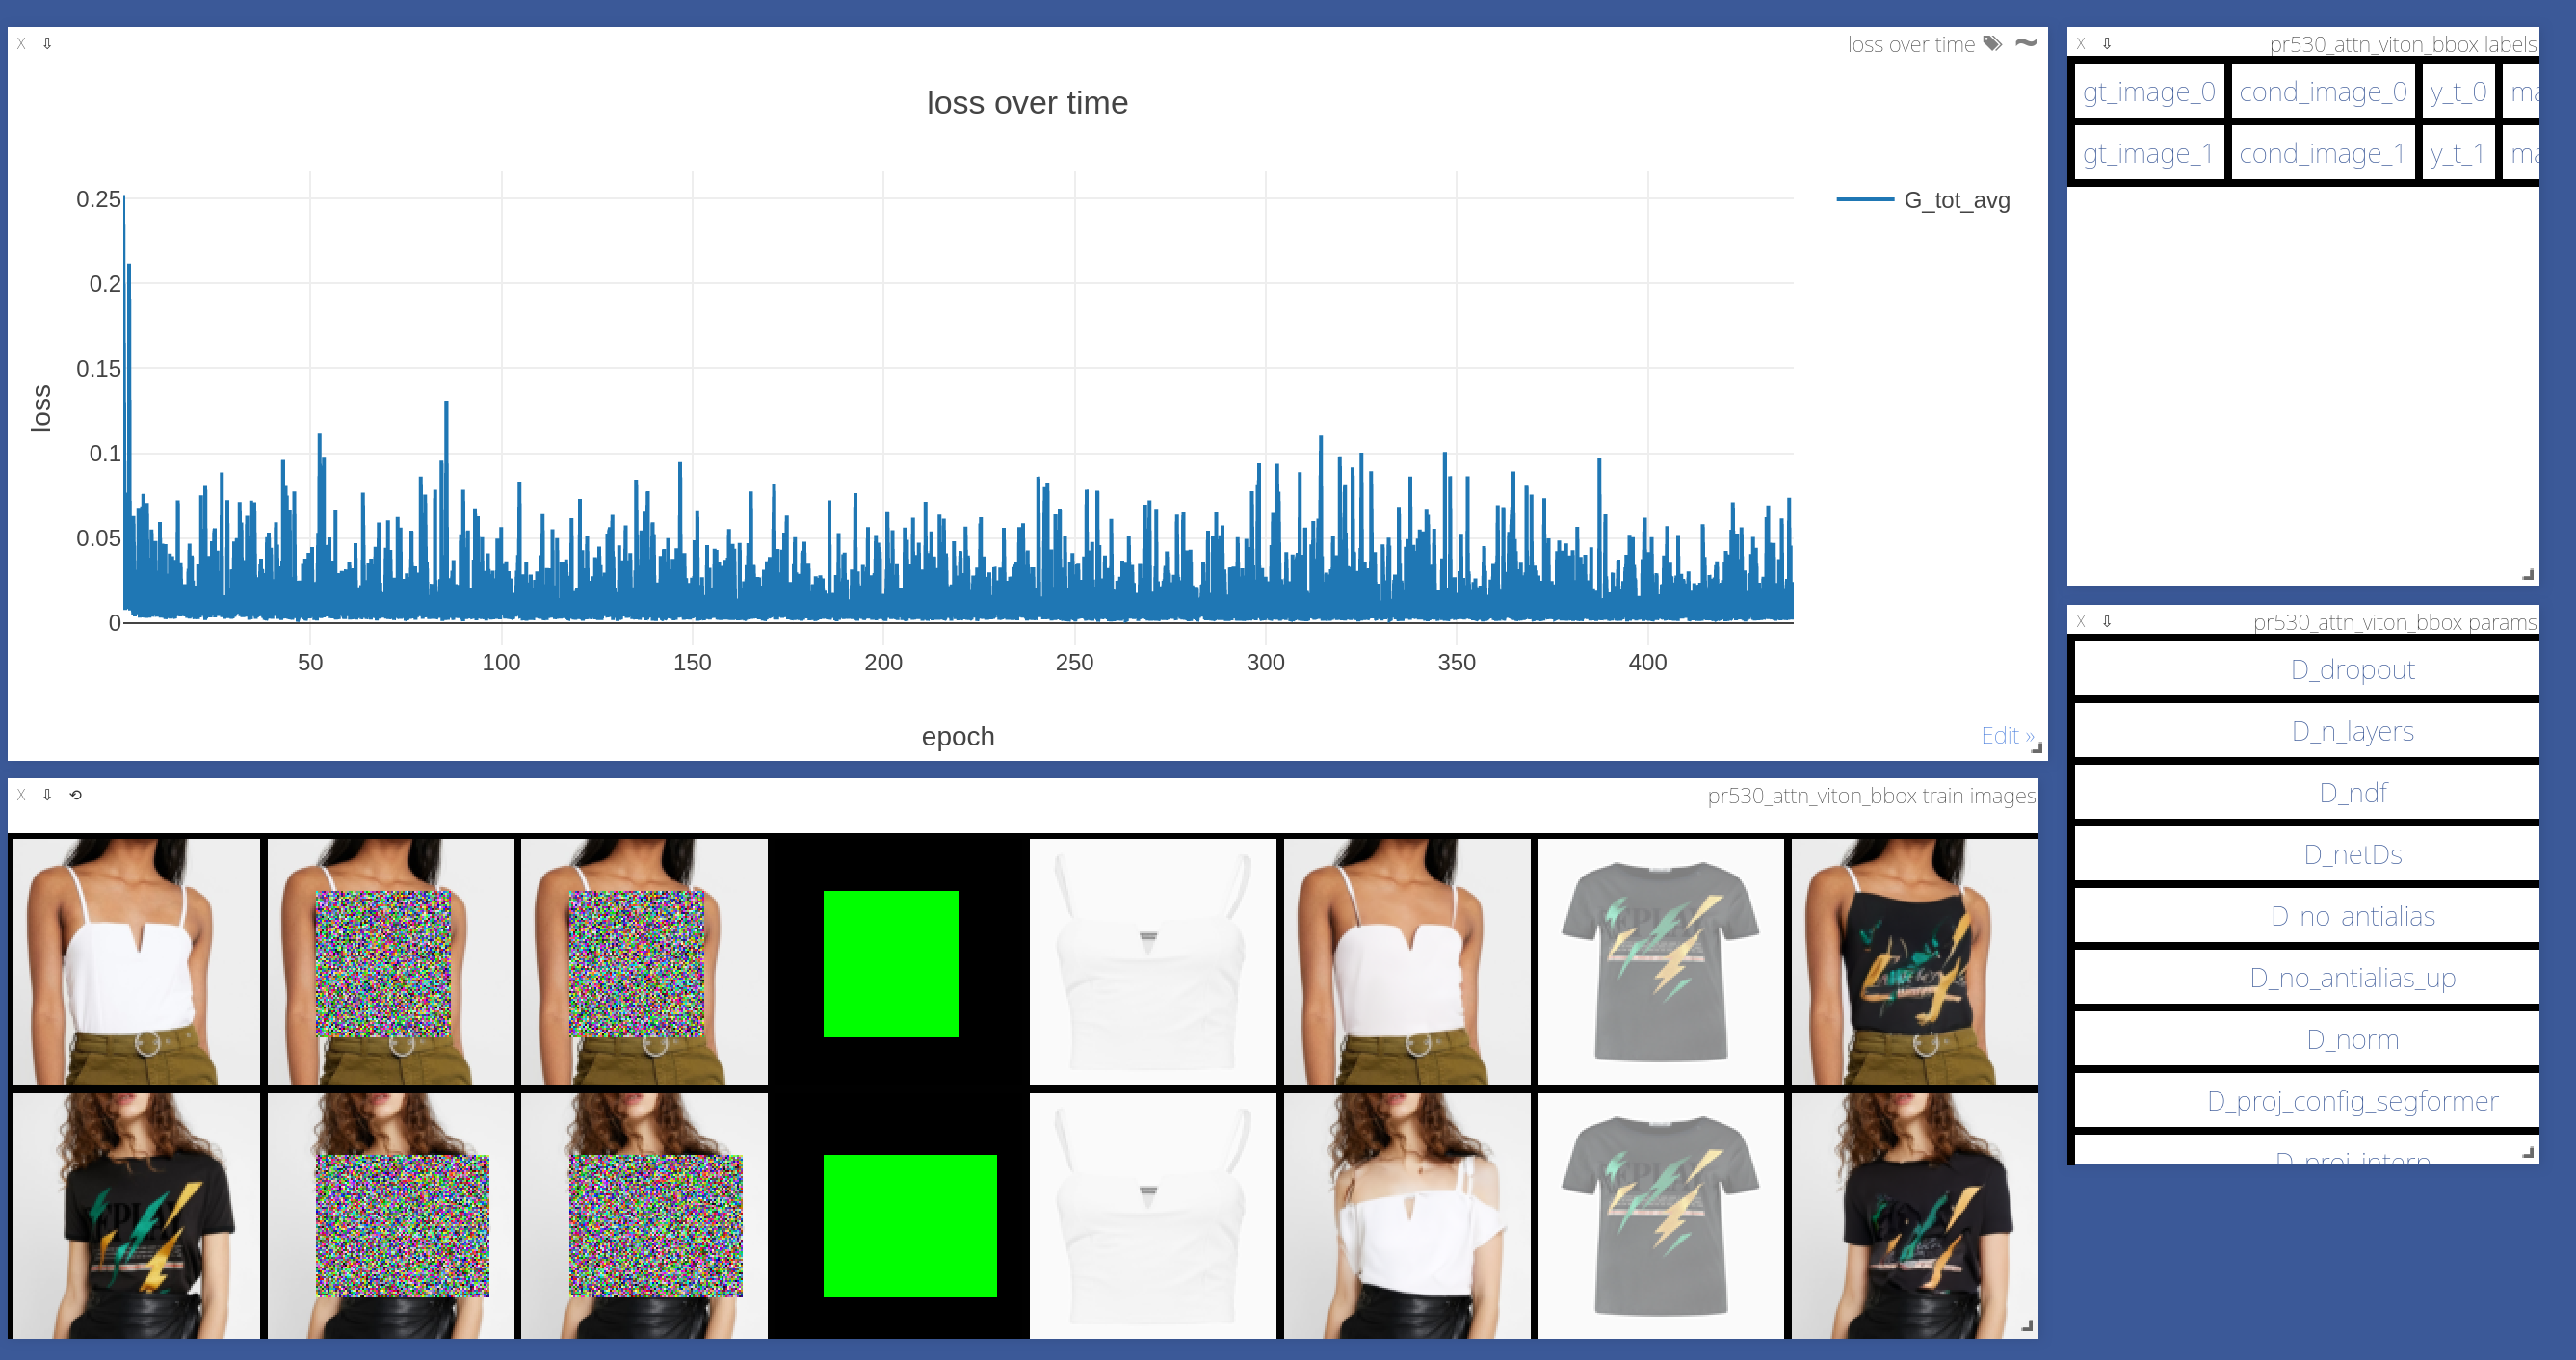 X ⇩ loss over time
loss over time
0.25
0.2
0.15
0.1
0.05
0
loss
50 100 150 200 250 300 350 400
epoch
G_tot_avg
Edit »
X ⇩ ⟲ pr530_attn_viton_bbox train images
X ⇩ pr530_attn_viton_bbox labels
gt_image_0 cond_image_0 y_t_0 ma
gt_image_1 cond_image_1 y_t_1 ma
X ⇩ pr530_attn_viton_bbox params
D_dropout
D_n_layers
D_ndf
D_netDs
D_no_antialias
D_no_antialias_up
D_norm
D_proj_config_segformer
D_proj_interp